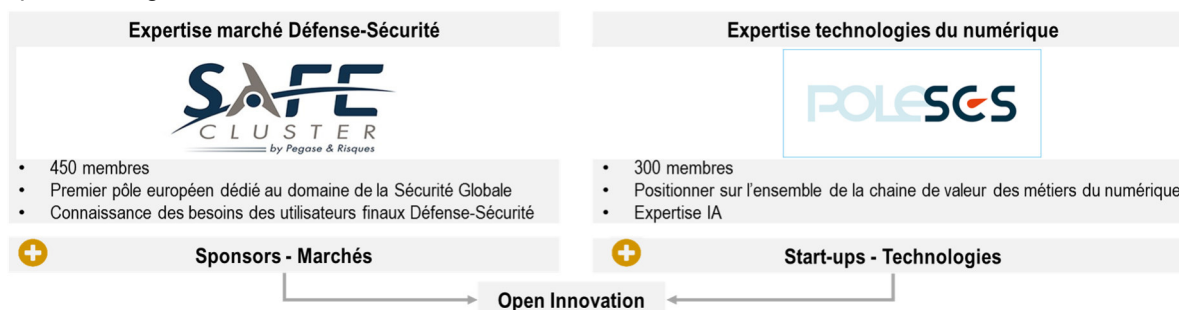 Expertise marché Défense-Sécurité
SAFE
CLUSTER
by Pegase & Risques
• 450 membres
• Premier pôle européen dédié au domaine de la Sécurité Globale
• Connaissance des besoins des utilisateurs finaux Défense-Sécurité
Sponsors - Marchés
Expertise technologies du numérique
POLESCS
• 300 membres
• Positionner sur l'ensemble de la chaine de valeur des métiers du numérique
• Expertise IA
Start-ups - Technologies
Open Innovation